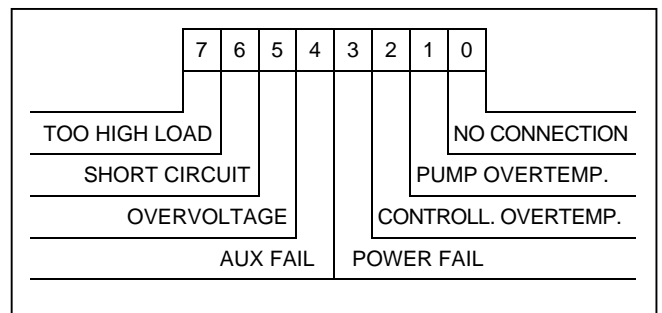 7 6 5 4 3 2 1 0
TOO HIGH LOAD NO CONNECTION
SHORT CIRCUIT PUMP OVERTEMP.
OVERVOLTAGE CONTROLL. OVERTEMP.
AUX FAIL POWER FAIL